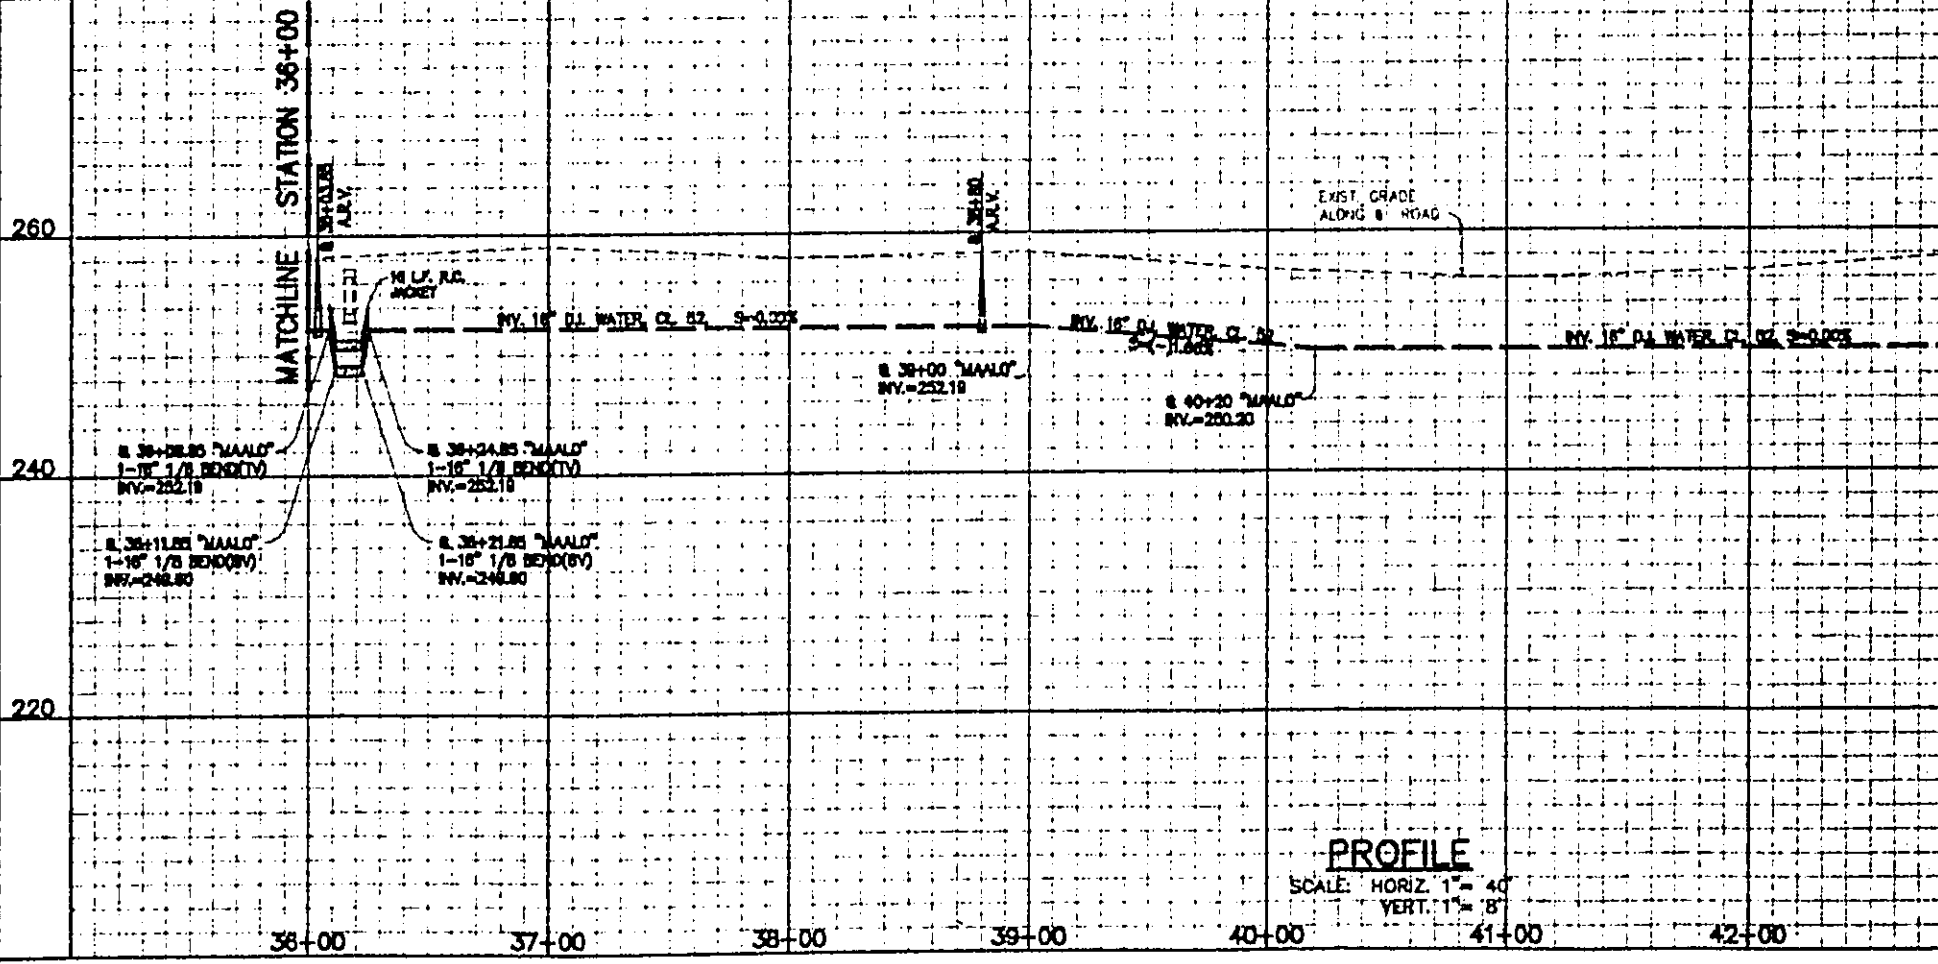 MATCHLINE STATION 36+00
A.R.V.
A.R.V.
EXIST. GRADE
ALONG ROAD
260
L.F. R.C.
JACKET
INV. 16" D.I. WATER, CL. 52, S=0.00%
INV. 16" D.I. WATER, CL. 52
INV. 16" D.I. WATER, CL. 52, S=0.00%
39+00 "MAALO"
INV.=252.19
40+20 "MAALO"
INV.=250.20
240
"MAALO"
1-16" 1/8 BEND(TV)
INV.=252.19
36+24.85 "MAALO"
1-16" 1/8 BEND(TV)
INV.=252.19
36+11.85 "MAALO"
1-16" 1/8 BEND(BV)
36+21.85 "MAALO"
1-16" 1/8 BEND(BV)
220
PROFILE
SCALE: HORIZ. 1"= 40'
VERT. 1"= 8'
36+00 37+00 38+00 39+00 40+00 41+00 42+00